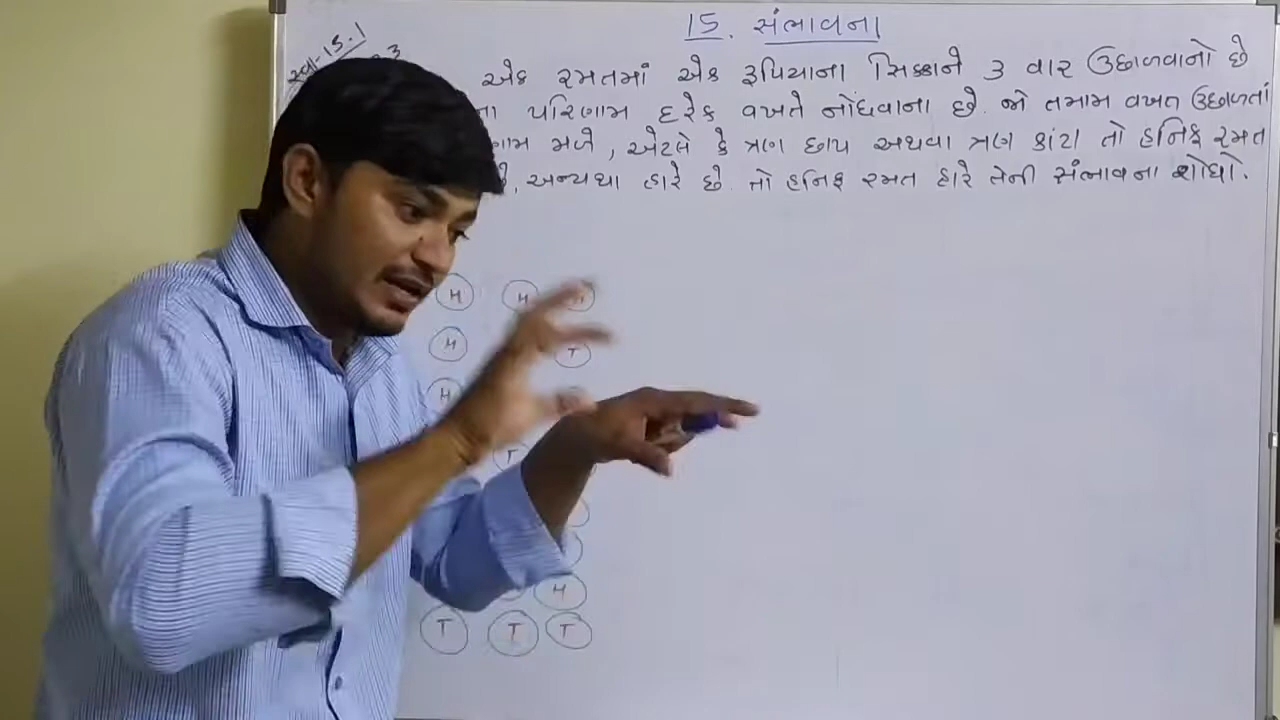 15. સંભાવના
સ્વા-15.1
એક રમતમાં એક રૂપિયાના સિક્કાને 3 વાર ઉછાળવાનો છે
ના પરિણામ દરેક વખતે નોંધવાના છે. જો તમામ વખત ઉછાળતાં
ણામ મળે, એટલે કે ત્રણ છાપ અથવા ત્રણ કાંટા તો હનિફ રમત
છે, અન્યથા હારે છે. તો હનિફ રમત હારે તેની સંભાવના શોધો.
H H H
H T
H
T
H
T T T